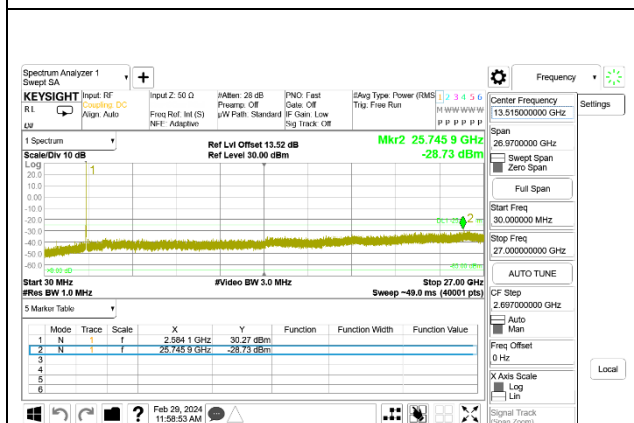 Spectrum Analyzer 1
Swept SA
+
Frequency
Settings
KEYSIGHT
RL
Input: RF
Coupling: DC
Align: Auto
Input Z: 50 Ω
Freq Ref: Int (S)
NFE: Adaptive
#Atten: 28 dB
Preamp: Off
µW Path: Standard
PNO: Fast
Gate: Off
IF Gain: Low
Sig Track: Off
#Avg Type: Power (RMS
Trig: Free Run
1 2 3 4 5 6
M W W W W W
P P P P P P
1 Spectrum
Scale/Div 10 dB
Log
Ref Lvl Offset 13.52 dB
Ref Level 30.00 dBm
Mkr2 25.745 9 GHz
-28.73 dBm
20.0
10.0
0.00
-10.0
-20.0
-30.0
-40.0
-50.0
-60.0
1
2
Start 30 MHz
#Res BW 1.0 MHz
#Video BW 3.0 MHz
Stop 27.00 GHz
Sweep ~49.0 ms (40001 pts)
5 Marker Table
Mode Trace Scale X Y Function Function Width Function Value
1 N 1 f 2.584 1 GHz 30.27 dBm
2 N 1 f 25.745 9 GHz -28.73 dBm
3
4
5
6
Center Frequency
13.515000000 GHz
Span
26.9700000 GHz
Swept Span
Zero Span
Full Span
Start Freq
30.000000 MHz
Stop Freq
27.00000000 GHz
AUTO TUNE
CF Step
2.697000000 GHz
Auto
Man
Freq Offset
0 Hz
X Axis Scale
Log
Lin
Signal Track
(Span Zoom)
Local
?
Feb 29, 2024
11:58:53 AM